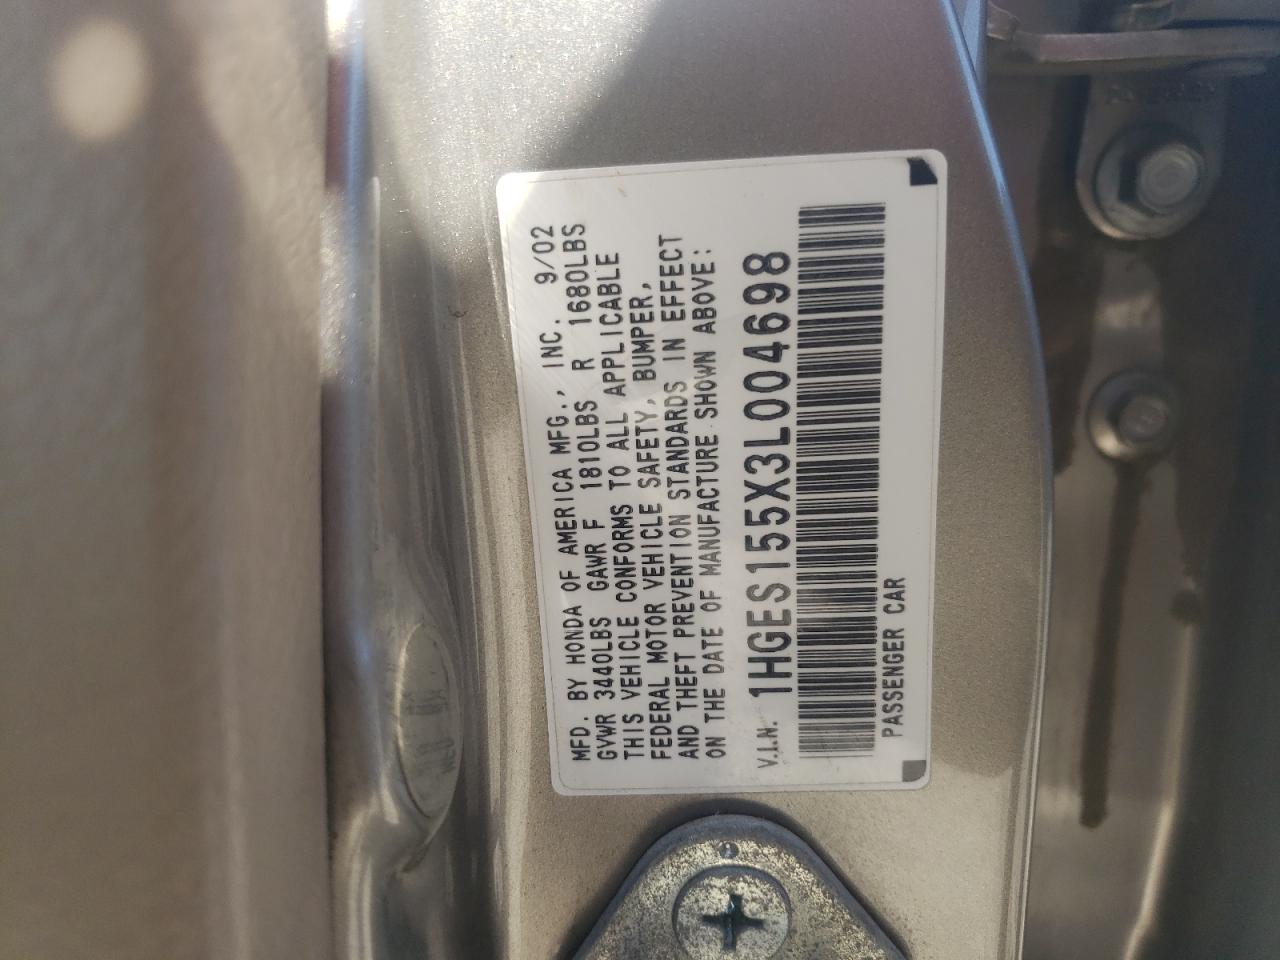 MFD. BY HONDA OF AMERICA MFG., INC. 9/02
GVWR 3440LBS GAWR F 1810LBS R 1680LBS
THIS VEHICLE CONFORMS TO ALL APPLICABLE
FEDERAL MOTOR VEHICLE SAFETY, BUMPER,
AND THEFT PREVENTION STANDARDS IN EFFECT
ON THE DATE OF MANUFACTURE SHOWN ABOVE:
V.I.N. 1HGES155X3L004698
PASSENGER CAR